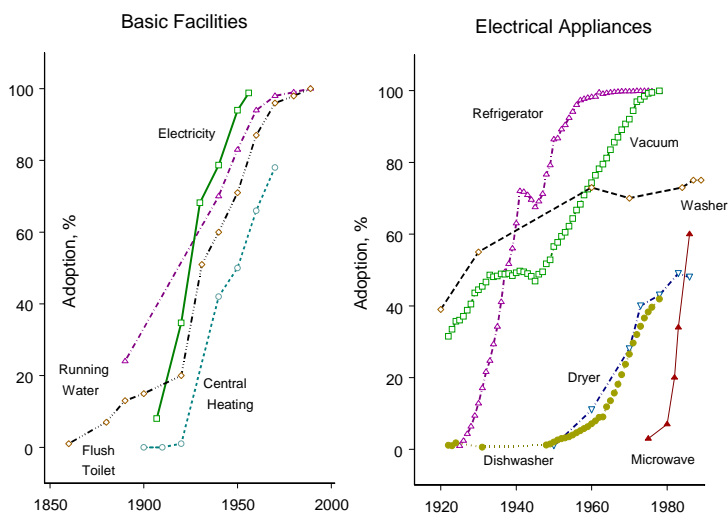 Basic Facilities
Electrical Appliances
Adoption, %
100
80
60
40
20
0
Electricity
Running
Water
Flush
Toilet
Central
Heating
1850
1900
1950
2000
Adoption, %
100
80
60
40
20
0
Refrigerator
Vacuum
Washer
Dryer
Dishwasher
Microwave
1920
1940
1960
1980